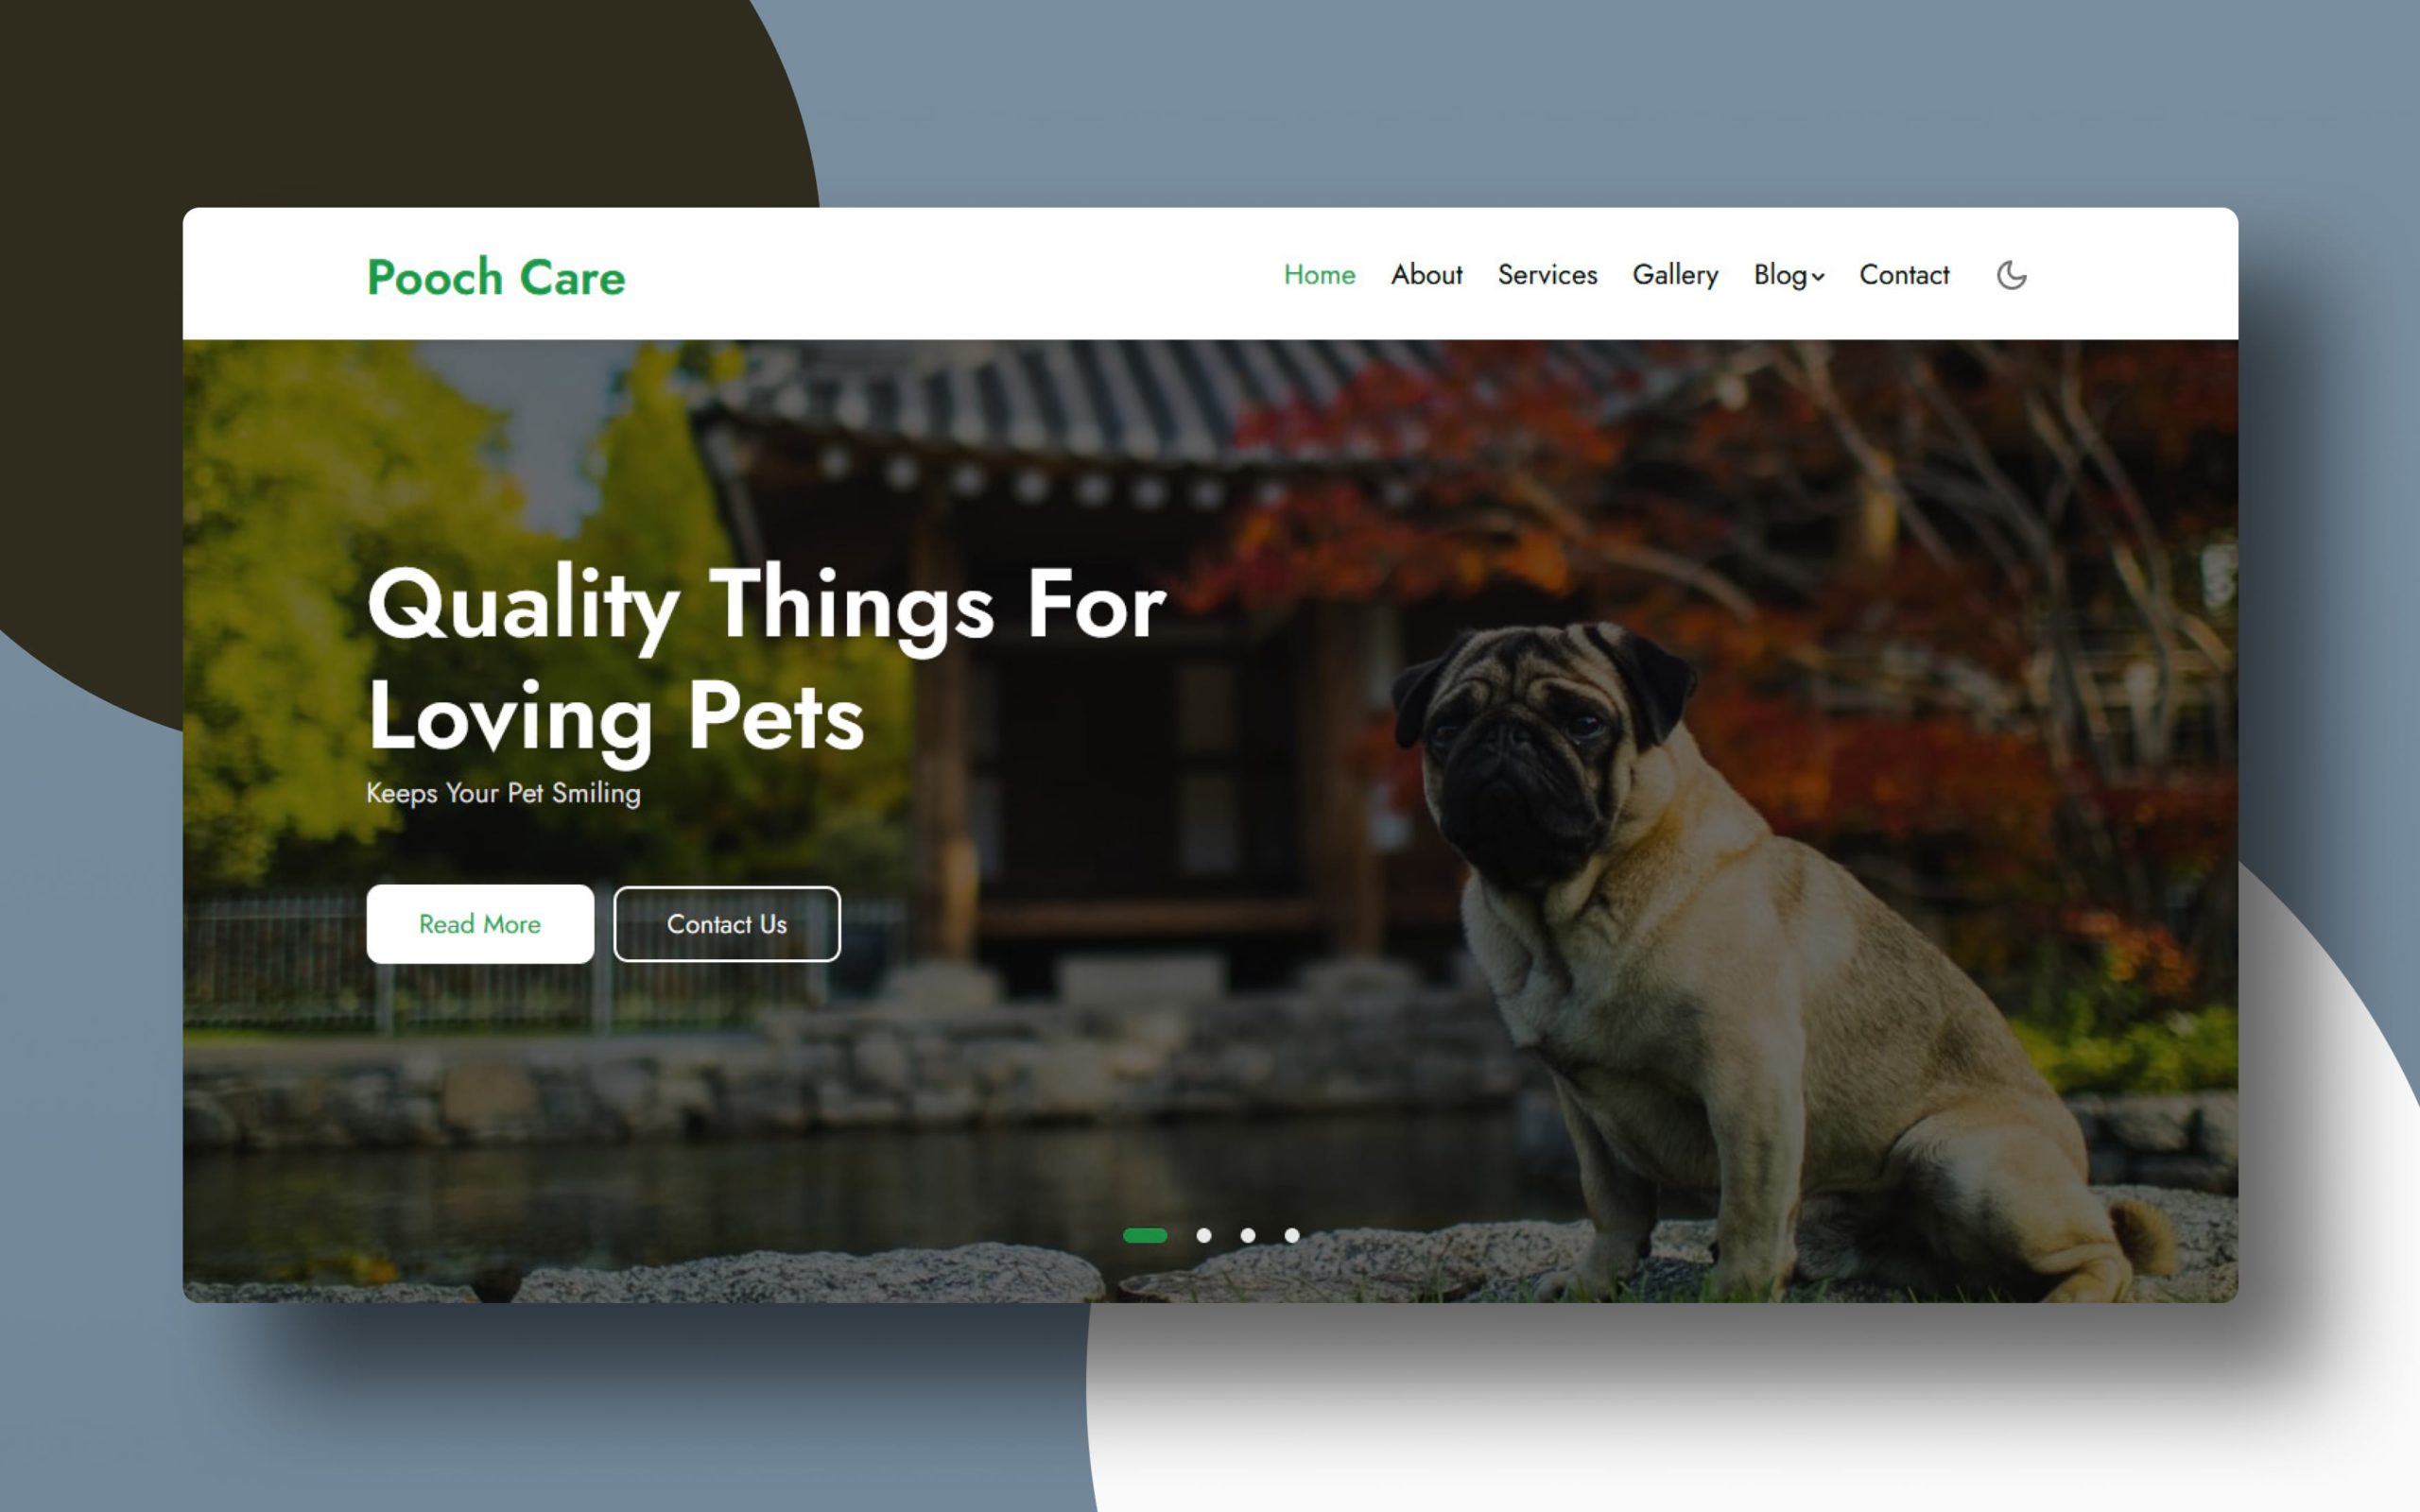 Pooch Care
Home About Services Gallery Blog Contact
Quality Things For
Loving Pets
Keeps Your Pet Smiling
Read More Contact Us